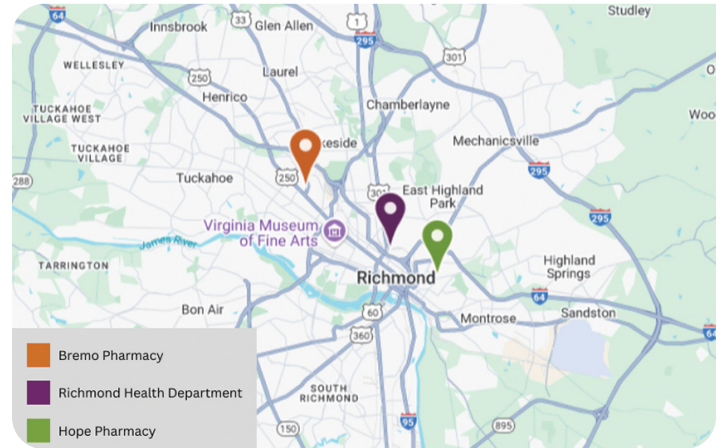 64
Innsbrook
33
Glen Allen
1
Studley
295
WELLESLEY
250
Laurel
301
Henrico
Chamberlayne
TUCKAHOE
VILLAGE WEST
TUCKAHOE
VILLAGE
keside
Mechanicsville
288
Tuckahoe
250
301
East Highland
Park
295
295
Virginia Museum
of Fine Arts
James River
TARRINGTON
Richmond
Highland
Springs
64
Bon Air
60
Montrose
Sandston
64
360
SOUTH
RICHMOND
150
95
895
Bremo Pharmacy
Richmond Health Department
Hope Pharmacy